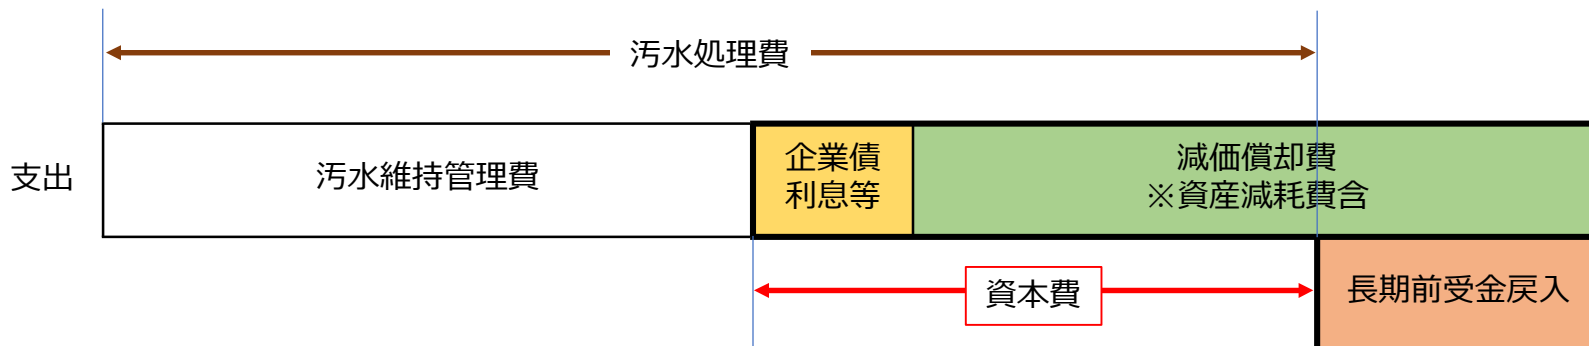 汚水処理費
支出
汚水維持管理費
企業債
利息等
減価償却費
※資産減耗費含
資本費
長期前受金戻入